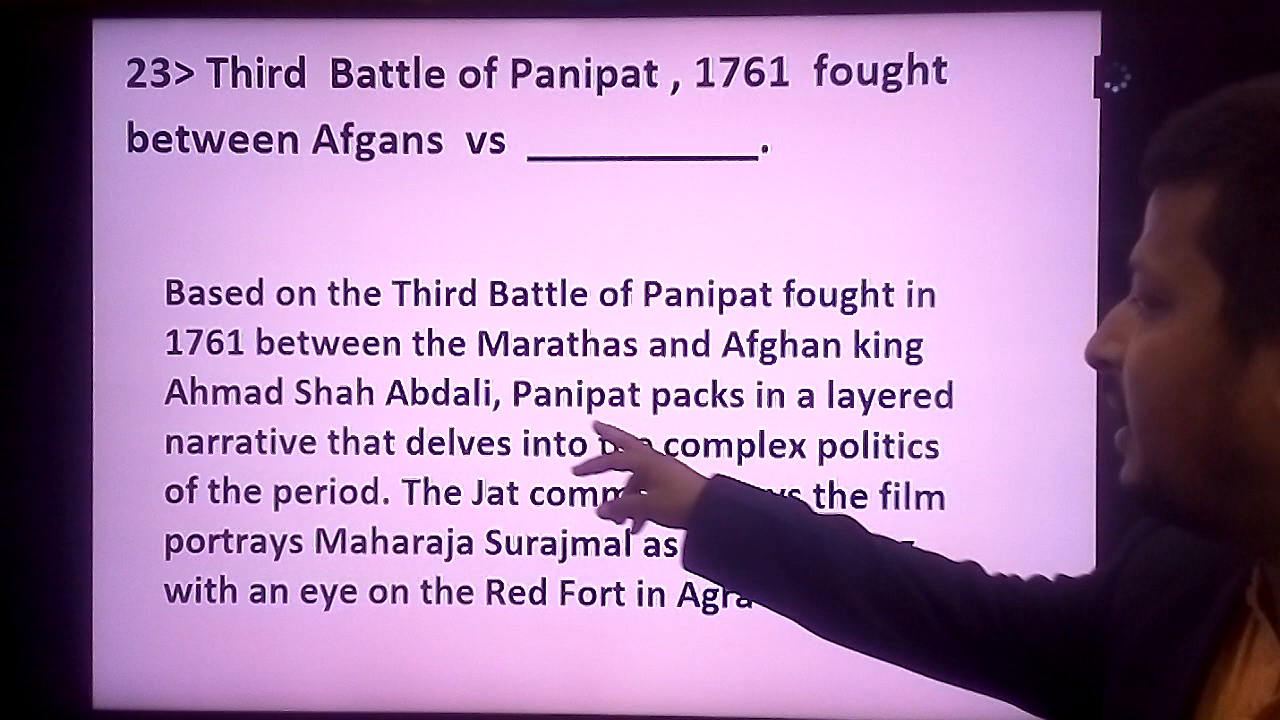 23> Third Battle of Panipat , 1761 fought
between Afgans vs __________.
Based on the Third Battle of Panipat fought in
1761 between the Marathas and Afghan king
Ahmad Shah Abdali, Panipat packs in a layered
narrative that delves into complex politics
of the period. The Jat the film
portrays Maharaja Surajmal as
with an eye on the Red Fort in Agra